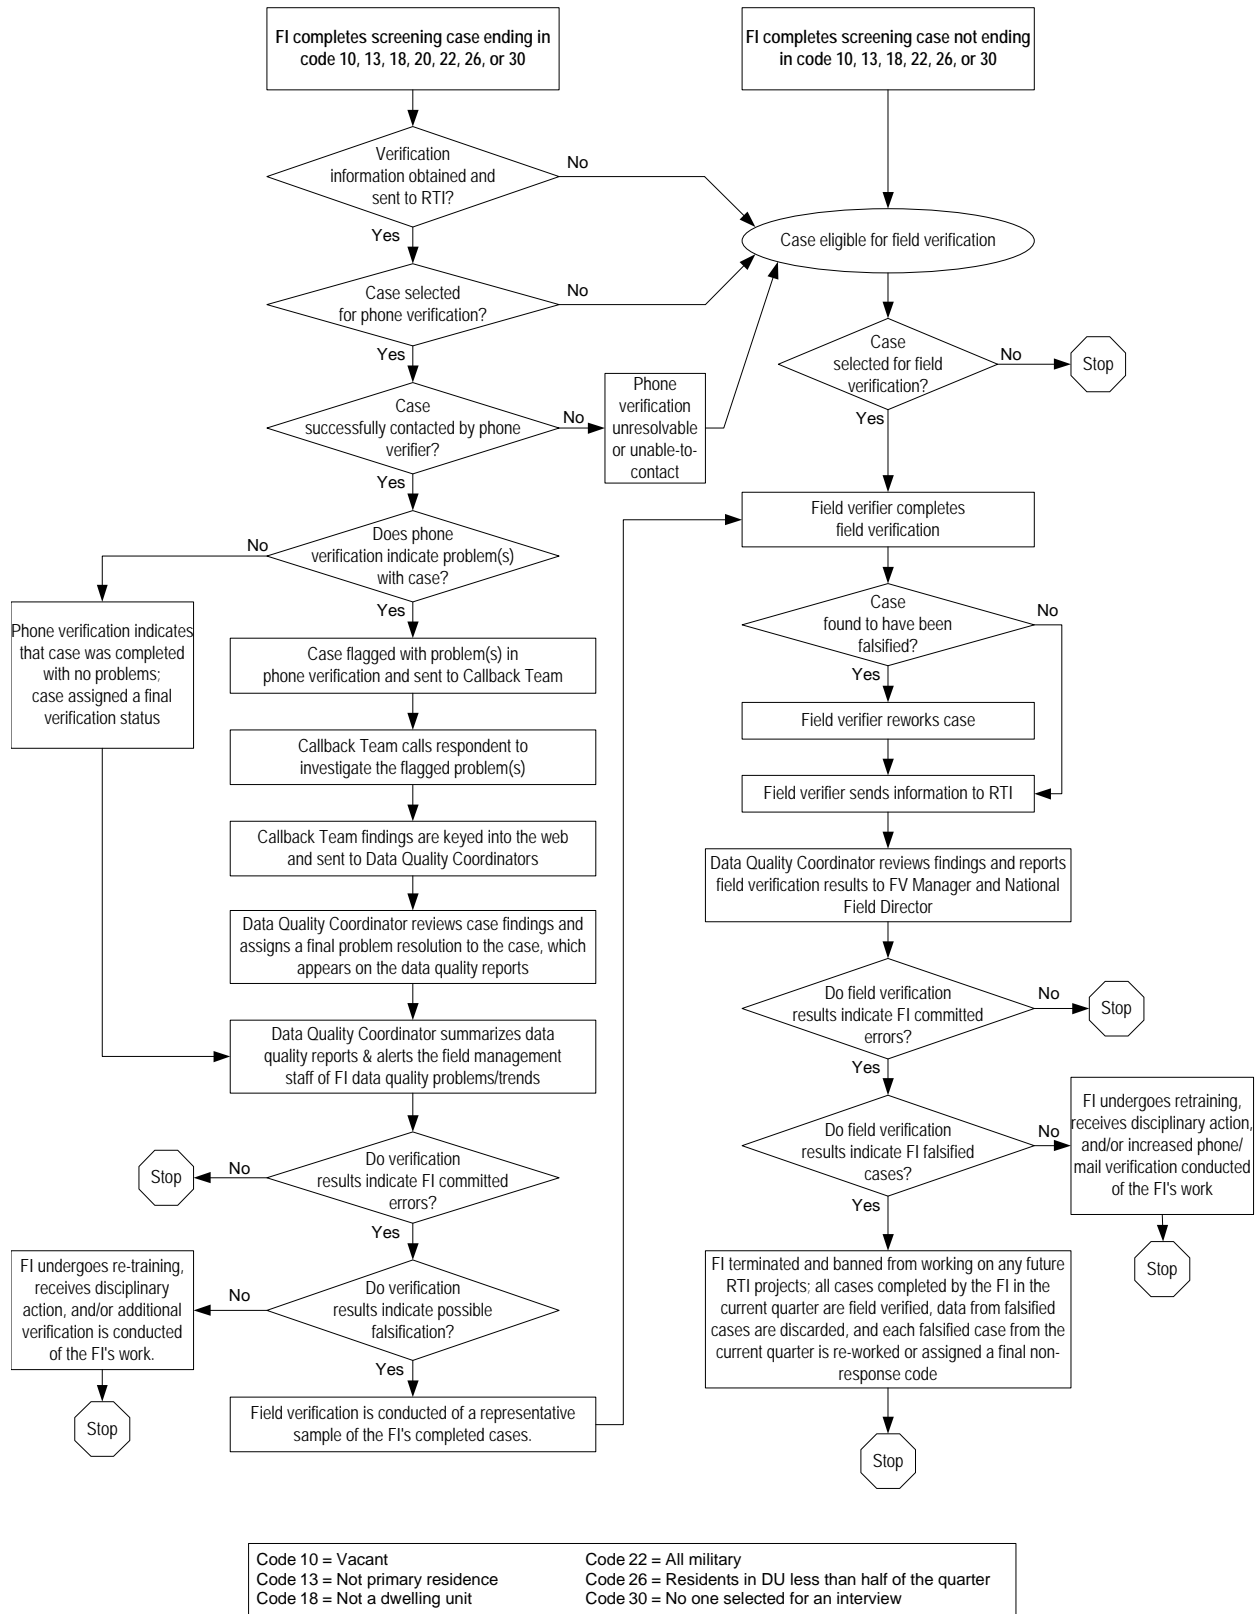 FI completes screening case ending in
code 10, 13, 18, 20, 22, 26, or 30
FI completes screening case not ending
in code 10, 13, 18, 22, 26, or 30
Verification
information obtained and
sent to RTI?
No
Yes
Case eligible for field verification
Case selected
for phone verification?
No
Yes
Case
selected for field
verification?
No
Stop
Yes
Case
successfully contacted by phone
verifier?
No
Yes
Phone
verification
unresolvable
or unable-to-
contact
Does phone
verification indicate problem(s)
with case?
No
Yes
Phone verification indicates
that case was completed
with no problems;
case assigned a final
verification status
Case flagged with problem(s) in
phone verification and sent to Callback Team
Callback Team calls respondent to
investigate the flagged problem(s)
Callback Team findings are keyed into the web
and sent to Data Quality Coordinators
Data Quality Coordinator reviews case findings and
assigns a final problem resolution to the case, which
appears on the data quality reports
Data Quality Coordinator summarizes data
quality reports & alerts the field management
staff of FI data quality problems/trends
Do verification
results indicate FI committed
errors?
No
Stop
Yes
Do verification
results indicate possible
falsification?
No
FI undergoes re-training,
receives disciplinary
action, and/or additional
verification is conducted
of the FI's work.
Stop
Yes
Field verification is conducted of a representative
sample of the FI's completed cases.
Field verifier completes
field verification
Case
found to have been
falsified?
No
Yes
Field verifier reworks case
Field verifier sends information to RTI
Data Quality Coordinator reviews findings and reports
field verification results to FV Manager and National
Field Director
Do field verification
results indicate FI committed
errors?
No
Stop
Yes
Do field verification
results indicate FI falsified
cases?
No
FI undergoes retraining,
receives disciplinary action,
and/or increased phone/
mail verification conducted
of the FI's work
Stop
Yes
FI terminated and banned from working on any future
RTI projects; all cases completed by the FI in the
current quarter are field verified, data from falsified
cases are discarded, and each falsified case from the
current quarter is re-worked or assigned a final non-
response code
Stop
Code 10 = Vacant
Code 13 = Not primary residence
Code 18 = Not a dwelling unit
Code 22 = All military
Code 26 = Residents in DU less than half of the quarter
Code 30 = No one selected for an interview